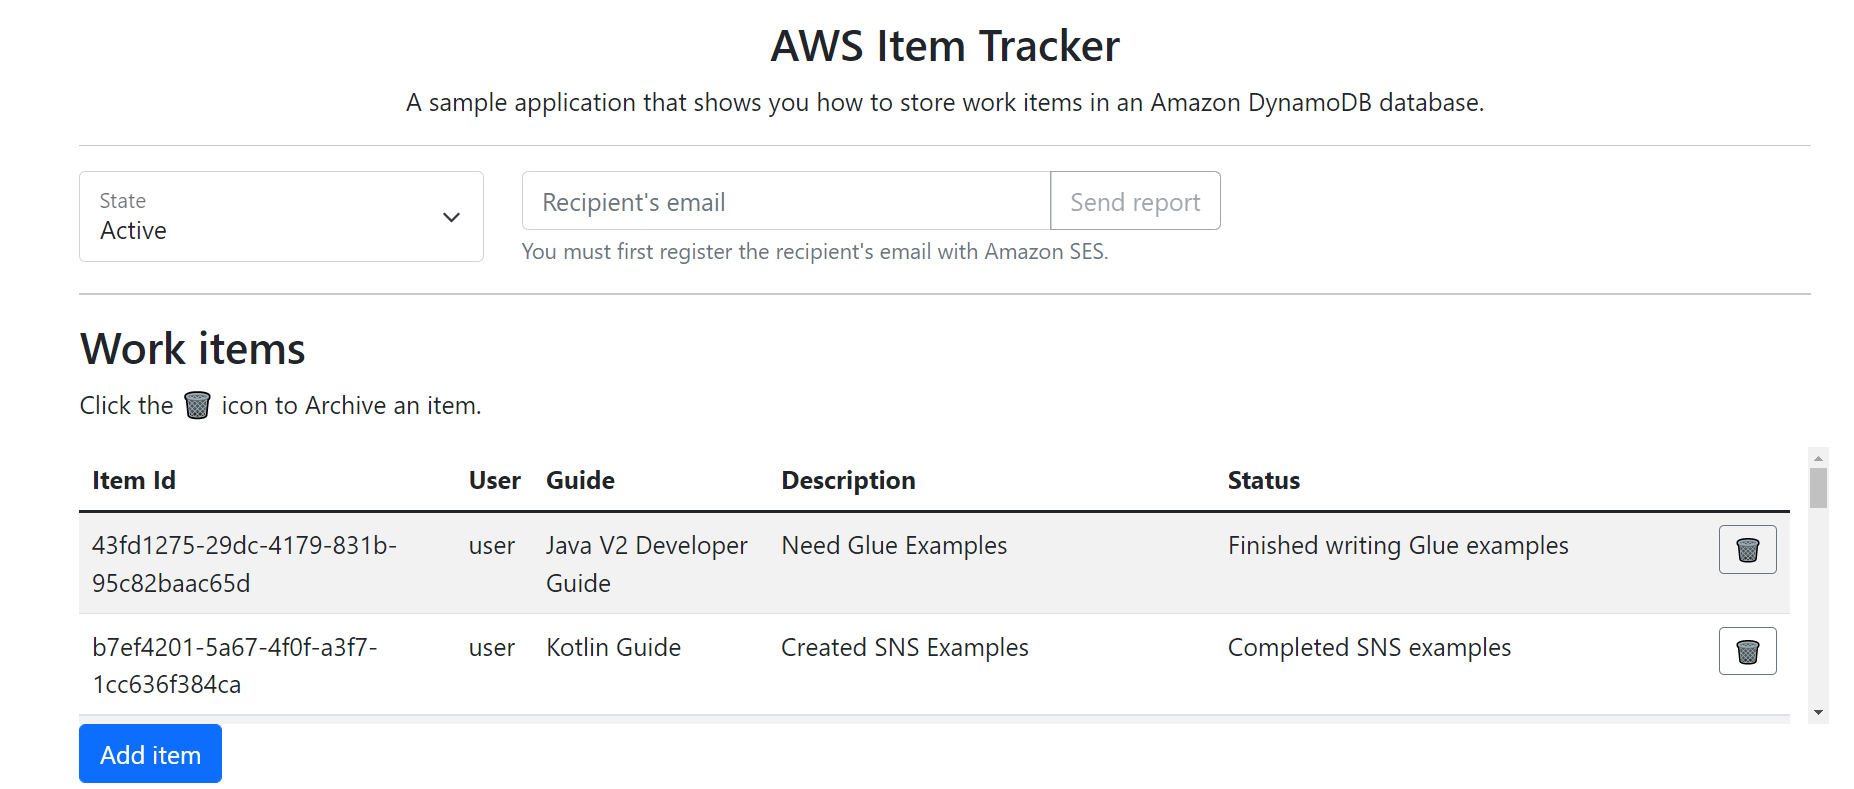 AWS Item Tracker
A sample application that shows you how to store work items in an Amazon DynamoDB database.
State
Active
Recipient's email
Send report
You must first register the recipient's email with Amazon SES.
Work items
Click the icon to Archive an item.
Item Id User Guide Description Status
43fd1275-29dc-4179-831b- user Java V2 Developer Need Glue Examples Finished writing Glue examples
95c82baac65d Guide
b7ef4201-5a67-4f0f-a3f7- user Kotlin Guide Created SNS Examples Completed SNS examples
1cc636f384ca
Add item